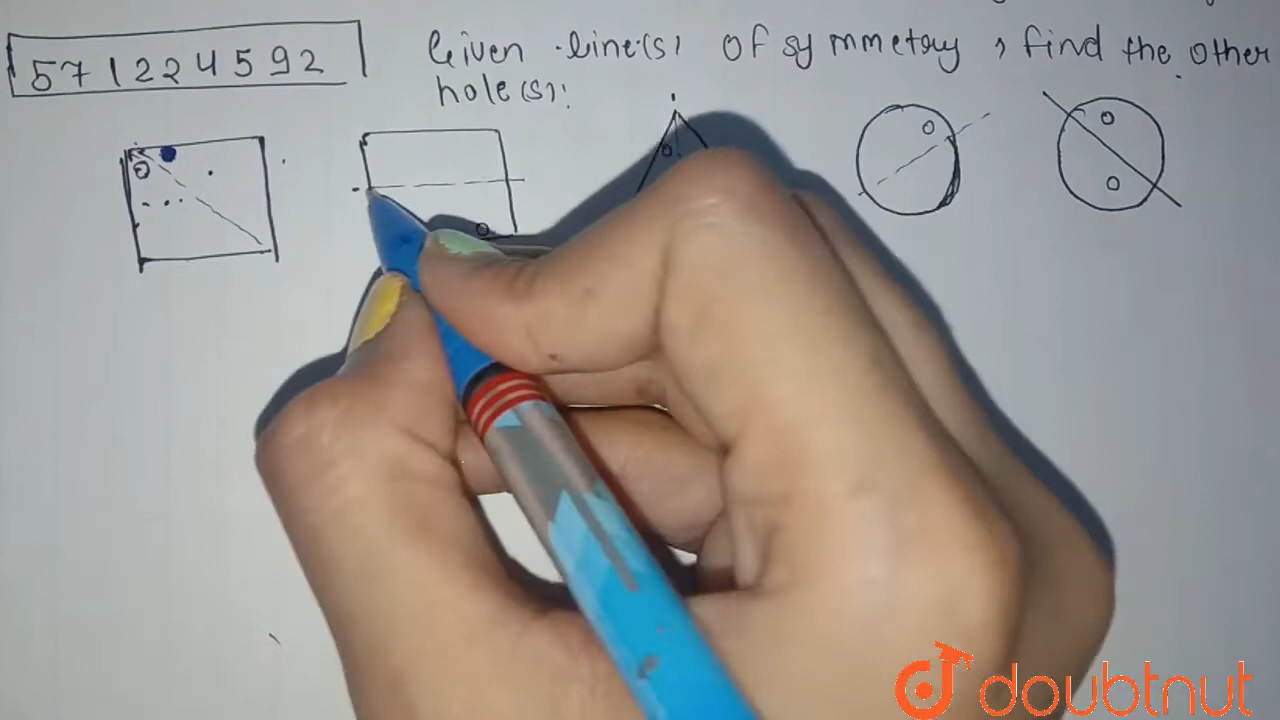 571224592
Given line(s) of symmetry, find the other
hole(s):
doubtnut